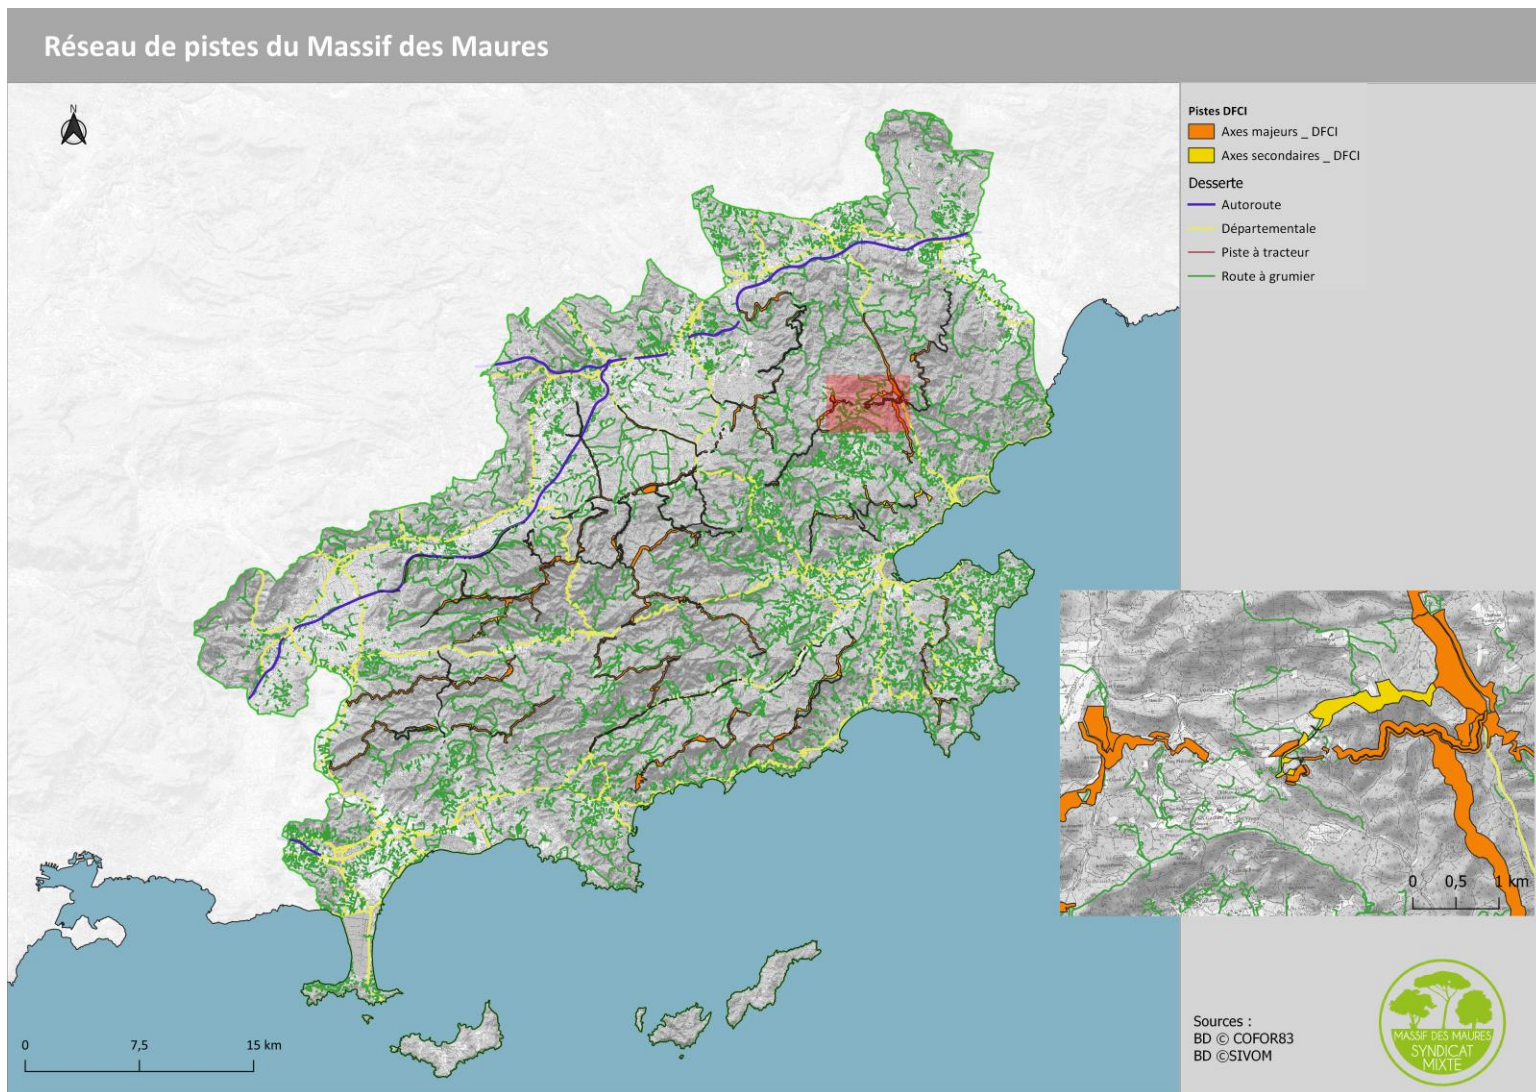 Réseau de pistes du Massif des Maures
N
Pistes DFCI
Axes majeurs _ DFCI
Axes secondaires _ DFCI
Desserte
Autoroute
Départementale
Piste à tracteur
Route à grumier
0 0,5 1 km
0 7,5 15 km
Sources :
BD © COFOR83
BD ©SIVOM
MASSIF DES MAURES
SYNDICAT
MIXTE